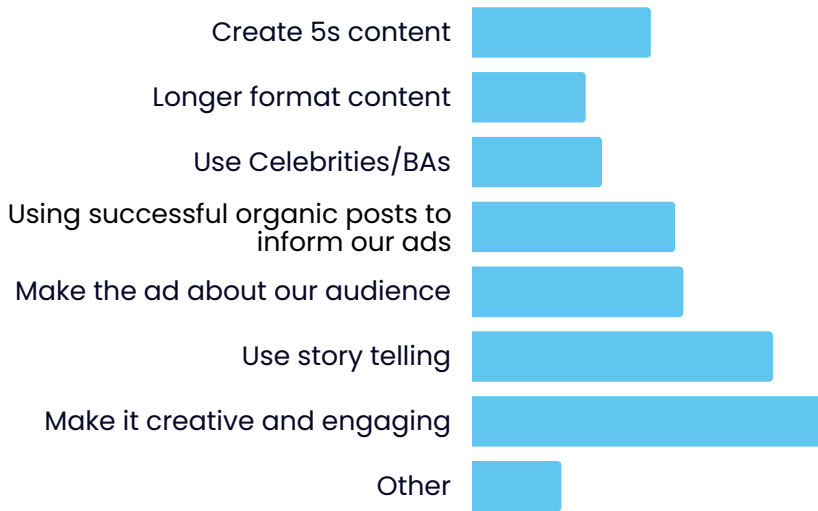 Create 5s content
Longer format content
Use Celebrities/BAs
Using successful organic posts to
inform our ads
Make the ad about our audience
Use story telling
Make it creative and engaging
Other